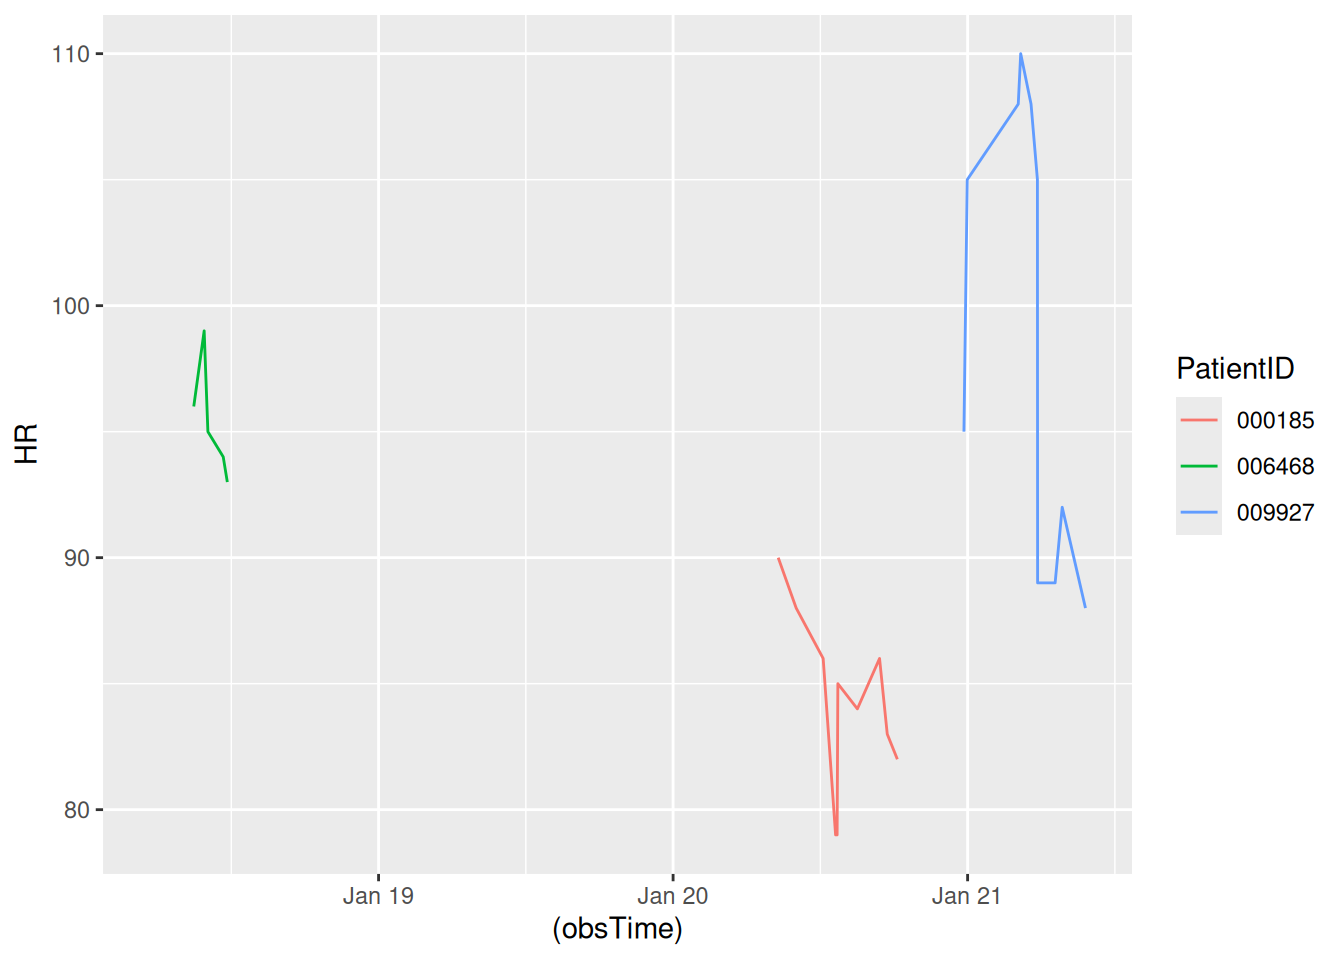 110
100
90
80
HR
Jan 19
Jan 20
Jan 21
(obsTime)
PatientID
000185
006468
009927